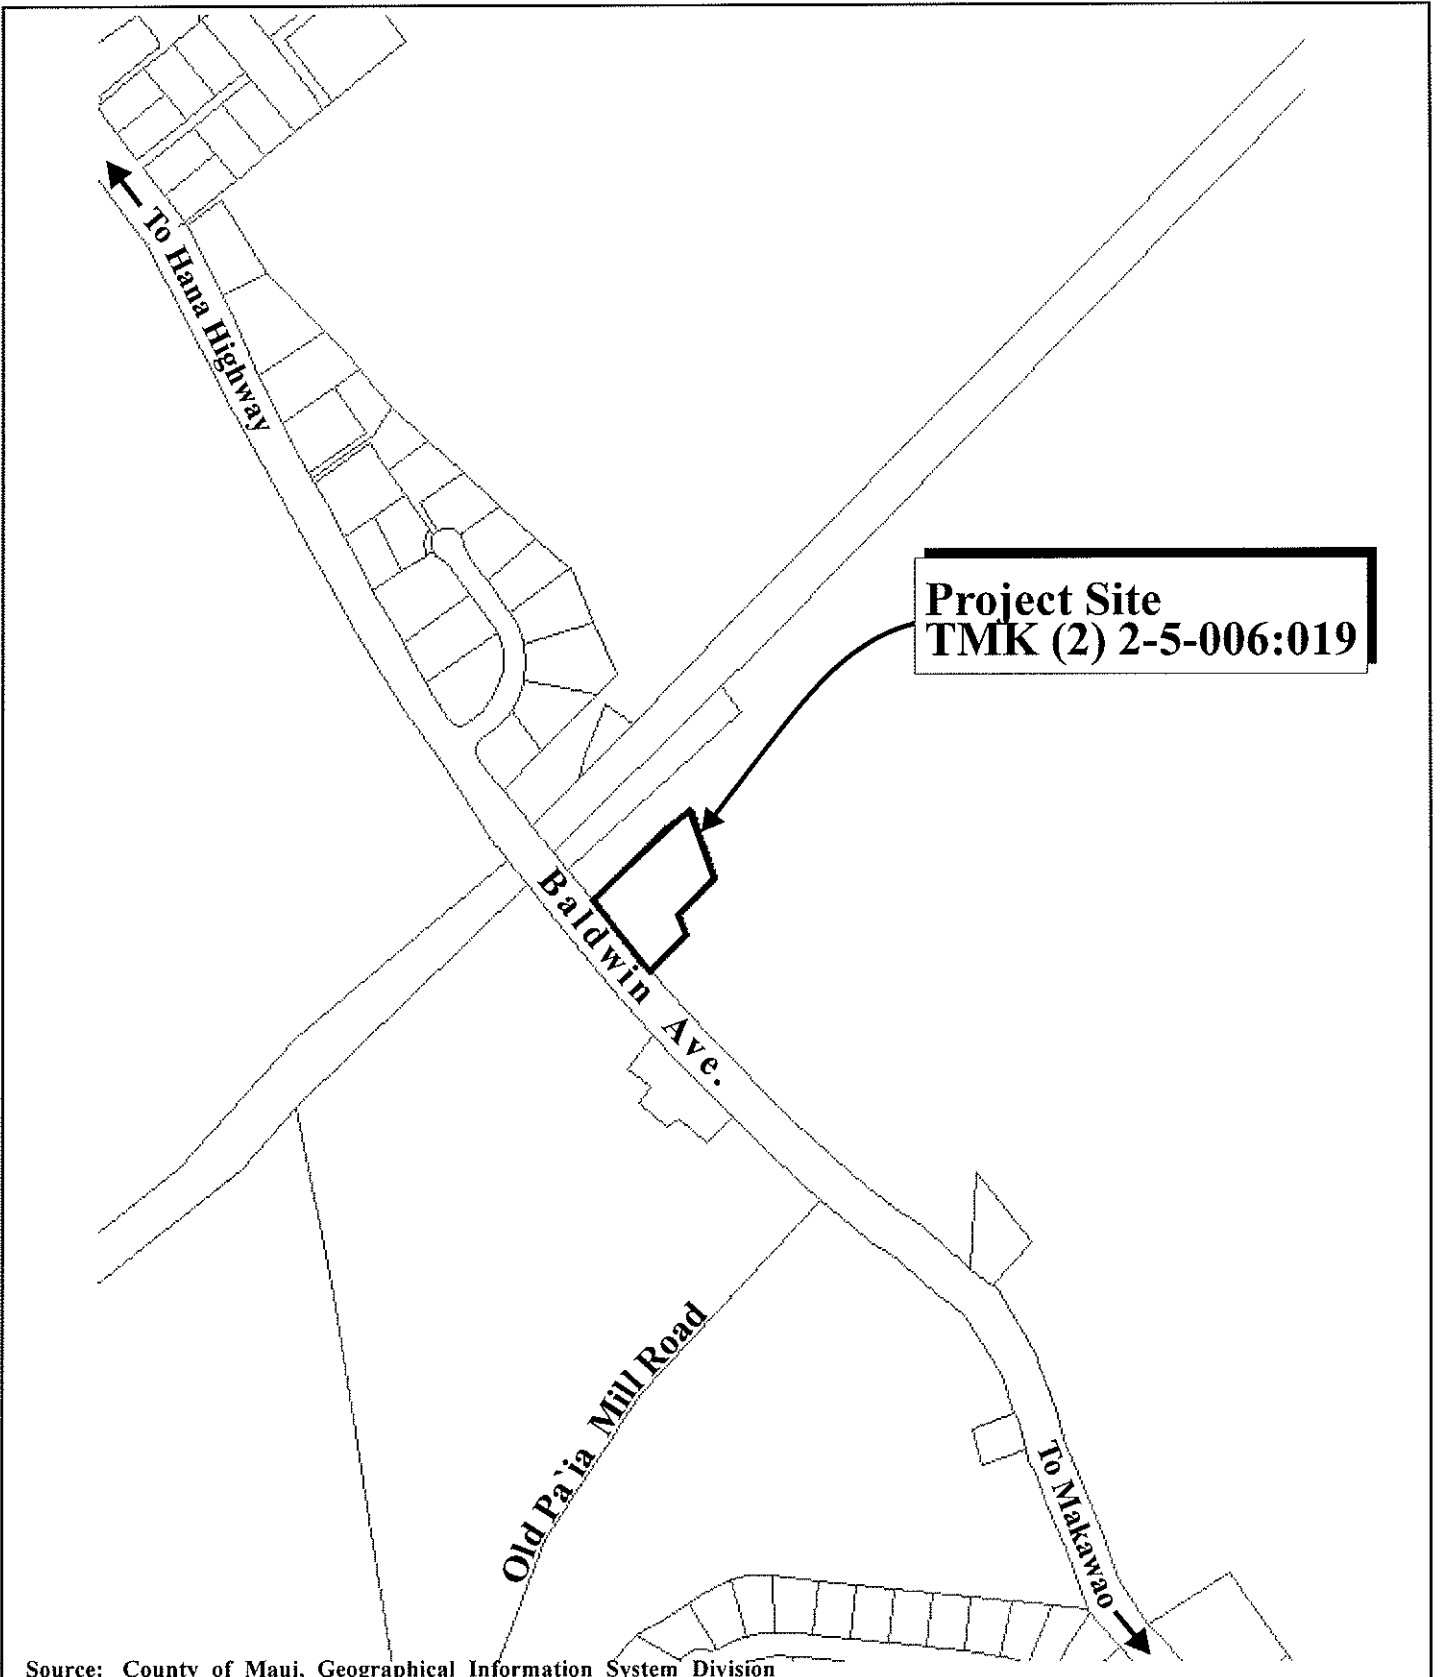 To Hana Highway
Project Site
TMK (2) 2-5-006:019
Baldwin Ave.
Old Pa`ia Mill Road
To Makawao
Source: County of Maui, Geographical Information System Division